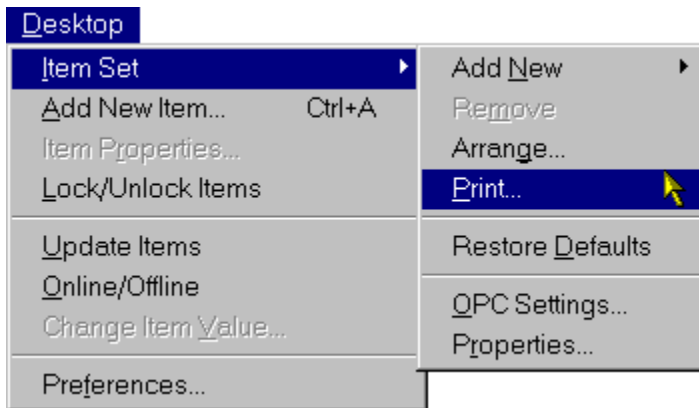 Desktop
Item Set
Add New Item... Ctrl+A
Item Properties...
Lock/Unlock Items
Update Items
Online/Offline
Change Item Value...
Preferences...
Add New
Remove
Arrange...
Print...
Restore Defaults
OPC Settings...
Properties...